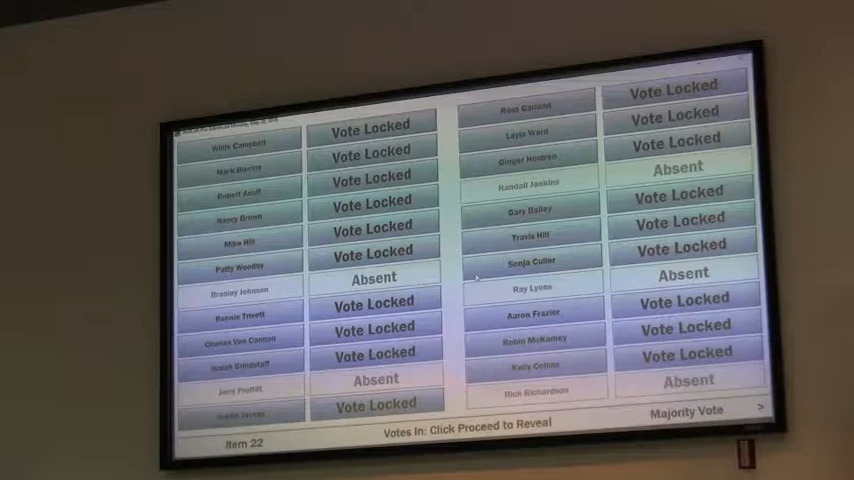 Willie Campbell Vote Locked
Mark Blevins Vote Locked
Robert Acuff Vote Locked
Nancy Brown Vote Locked
Mike Hill Vote Locked
Patty Woodby Vote Locked
Bradley Johnson Absent
Ronnie Trivett Vote Locked
Charles Von Cannon Vote Locked
Isaiah Grindstaff Vote Locked
Jerry Proffitt Absent
Vote Locked
Ross Garland Vote Locked
Layla Ward Vote Locked
Ginger Holdren Vote Locked
Randall Jenkins Absent
Gary Bailey Vote Locked
Travis Hill Vote Locked
Sonja Culler Vote Locked
Ray Lyons Absent
Aaron Frazier Vote Locked
Robin McKamey Vote Locked
Kelly Collins Vote Locked
Rick Richardson Absent
Item 22 Votes In: Click Proceed to Reveal Majority Vote >